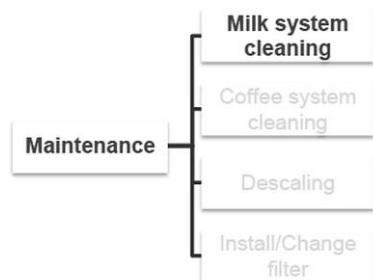 Milk system
cleaning
Coffee system
cleaning
Maintenance
Descaling
Install/Change
filter